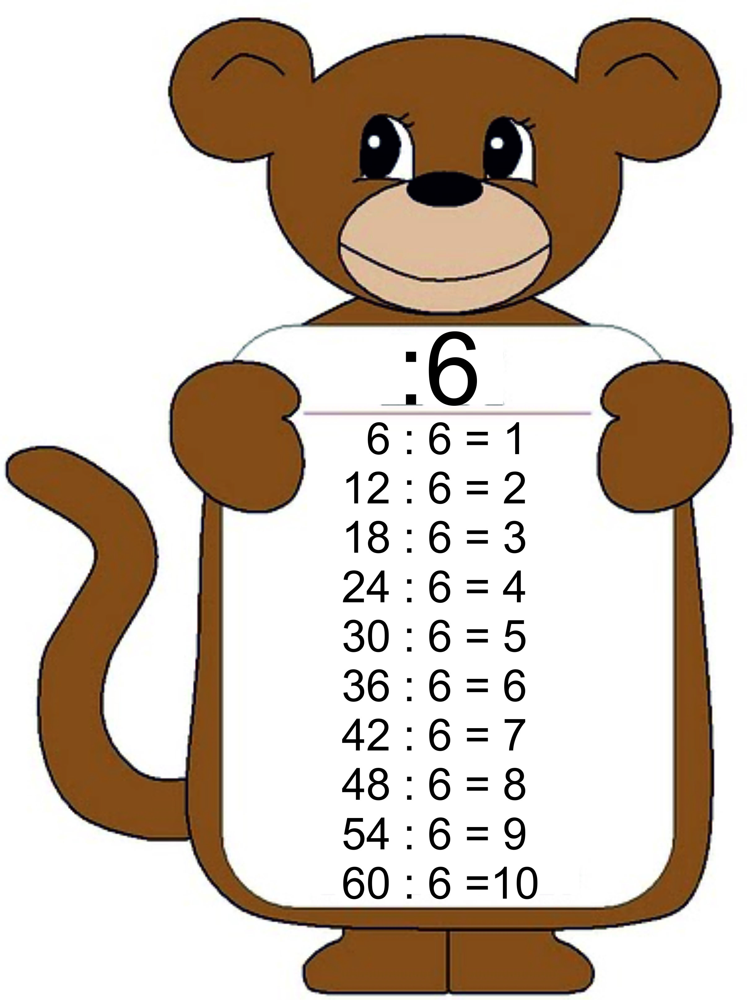 :6
6 : 6 = 1
12 : 6 = 2
18 : 6 = 3
24 : 6 = 4
30 : 6 = 5
36 : 6 = 6
42 : 6 = 7
48 : 6 = 8
54 : 6 = 9
60 : 6 =10